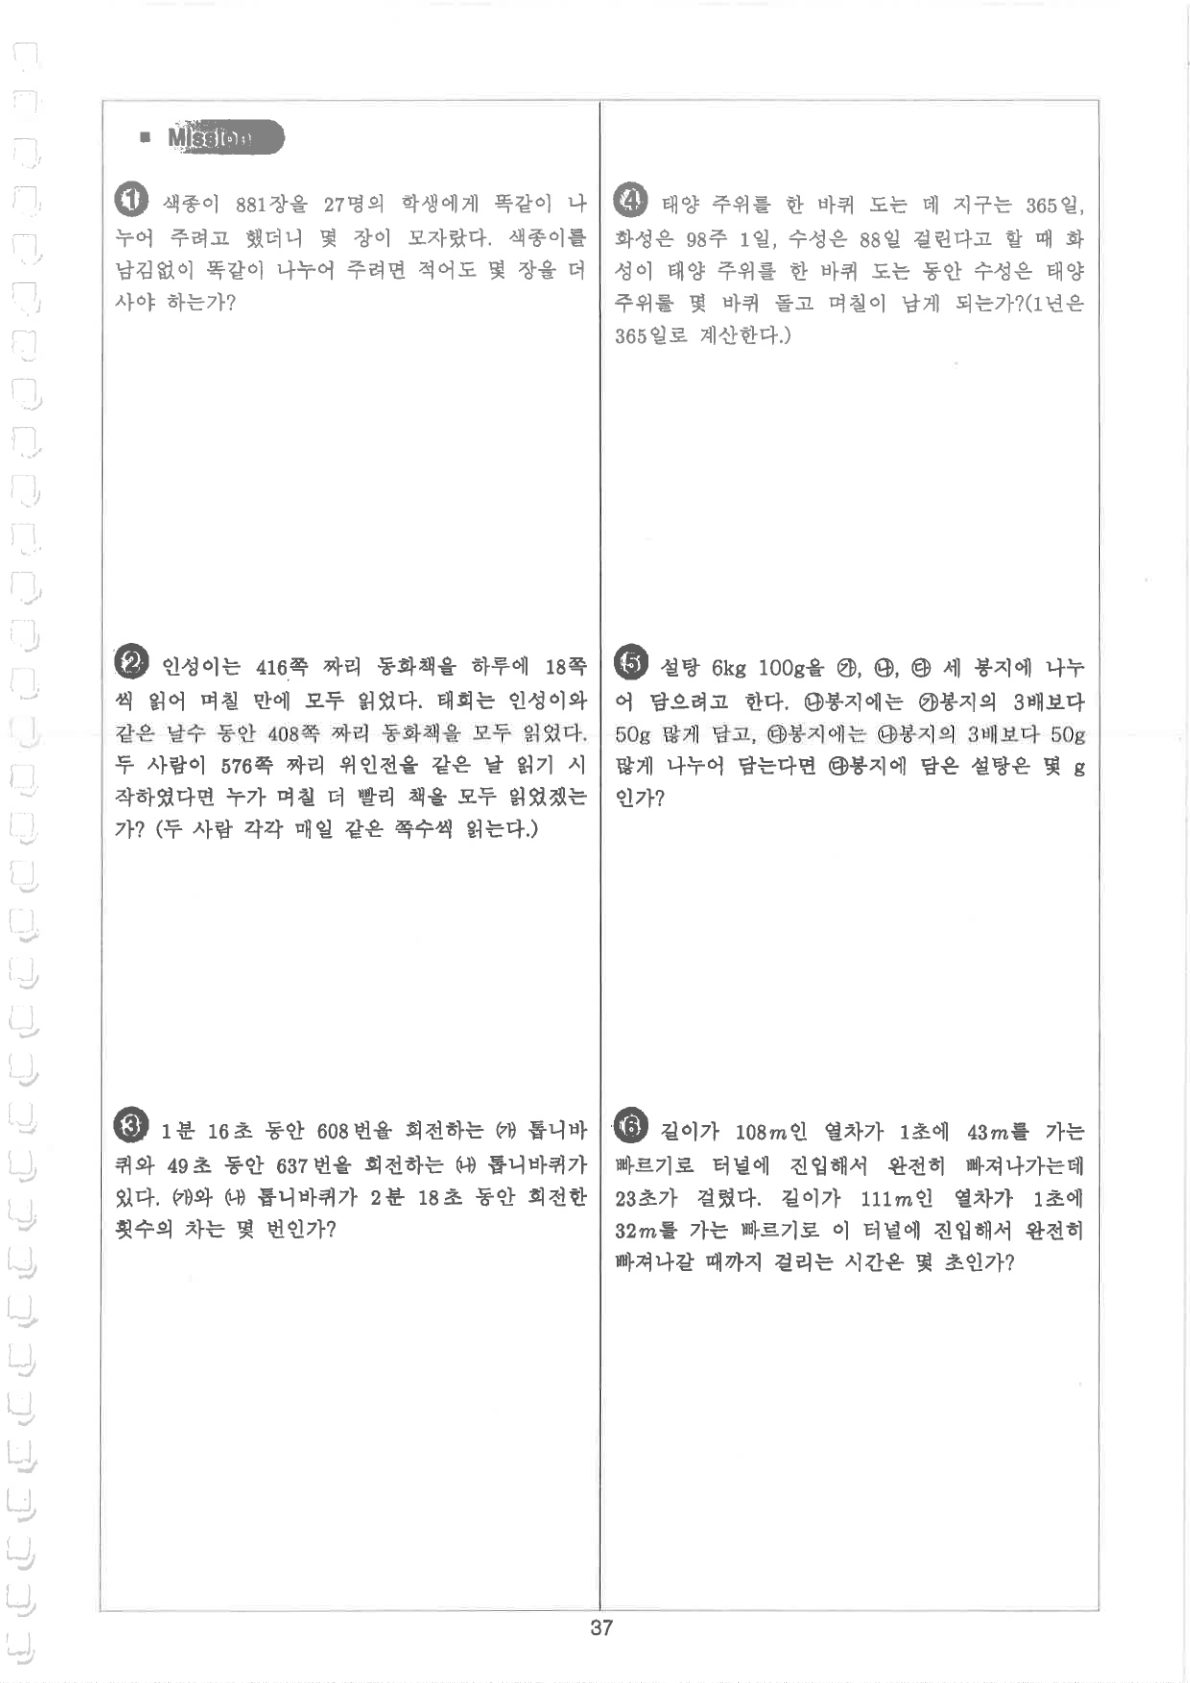 Mission
1 색종이 881장을 27명의 학생에게 똑같이 나
누어 주려고 했더니 몇 장이 모자랐다. 색종이를
남김없이 똑같이 나누어 주려면 적어도 몇 장을 더
사야 하는가?
2 인성이는 416쪽 짜리 동화책을 하루에 18쪽
씩 읽어 며칠 만에 모두 읽었다. 태희는 인성이와
같은 날수 동안 408쪽 짜리 동화책을 모두 읽었다.
두 사람이 576쪽 짜리 위인전을 같은 날 읽기 시
작하였다면 누가 며칠 더 빨리 책을 모두 읽었겠는
가? (두 사람 각각 매일 같은 쪽수씩 읽는다.)
3 1분 16초 동안 608번을 회전하는 ㈎ 톱니바
퀴와 49초 동안 637번을 회전하는 ㈏ 톱니바퀴가
있다. ㈎와 ㈏ 톱니바퀴가 2분 18초 동안 회전한
횟수의 차는 몇 번인가?
4 태양 주위를 한 바퀴 도는 데 지구는 365일,
화성은 98주 1일, 수성은 88일 걸린다고 할 때 화
성이 태양 주위를 한 바퀴 도는 동안 수성은 태양
주위를 몇 바퀴 돌고 며칠이 남게 되는가?(1년은
365일로 계산한다.)
5 설탕 6kg 100g을 ㉮, ㉯, ㉰ 세 봉지에 나누
어 담으려고 한다. ㉯봉지에는 ㉮봉지의 3배보다
50g 많게 담고, ㉰봉지에는 ㉯봉지의 3배보다 50g
많게 나누어 담는다면 ㉰봉지에 담은 설탕은 몇 g
인가?
6 길이가 108m인 열차가 1초에 43m를 가는
빠르기로 터널에 진입해서 완전히 빠져나가는데
23초가 걸렸다. 길이가 111m인 열차가 1초에
32m를 가는 빠르기로 이 터널에 진입해서 완전히
빠져나갈 때까지 걸리는 시간은 몇 초인가?
37